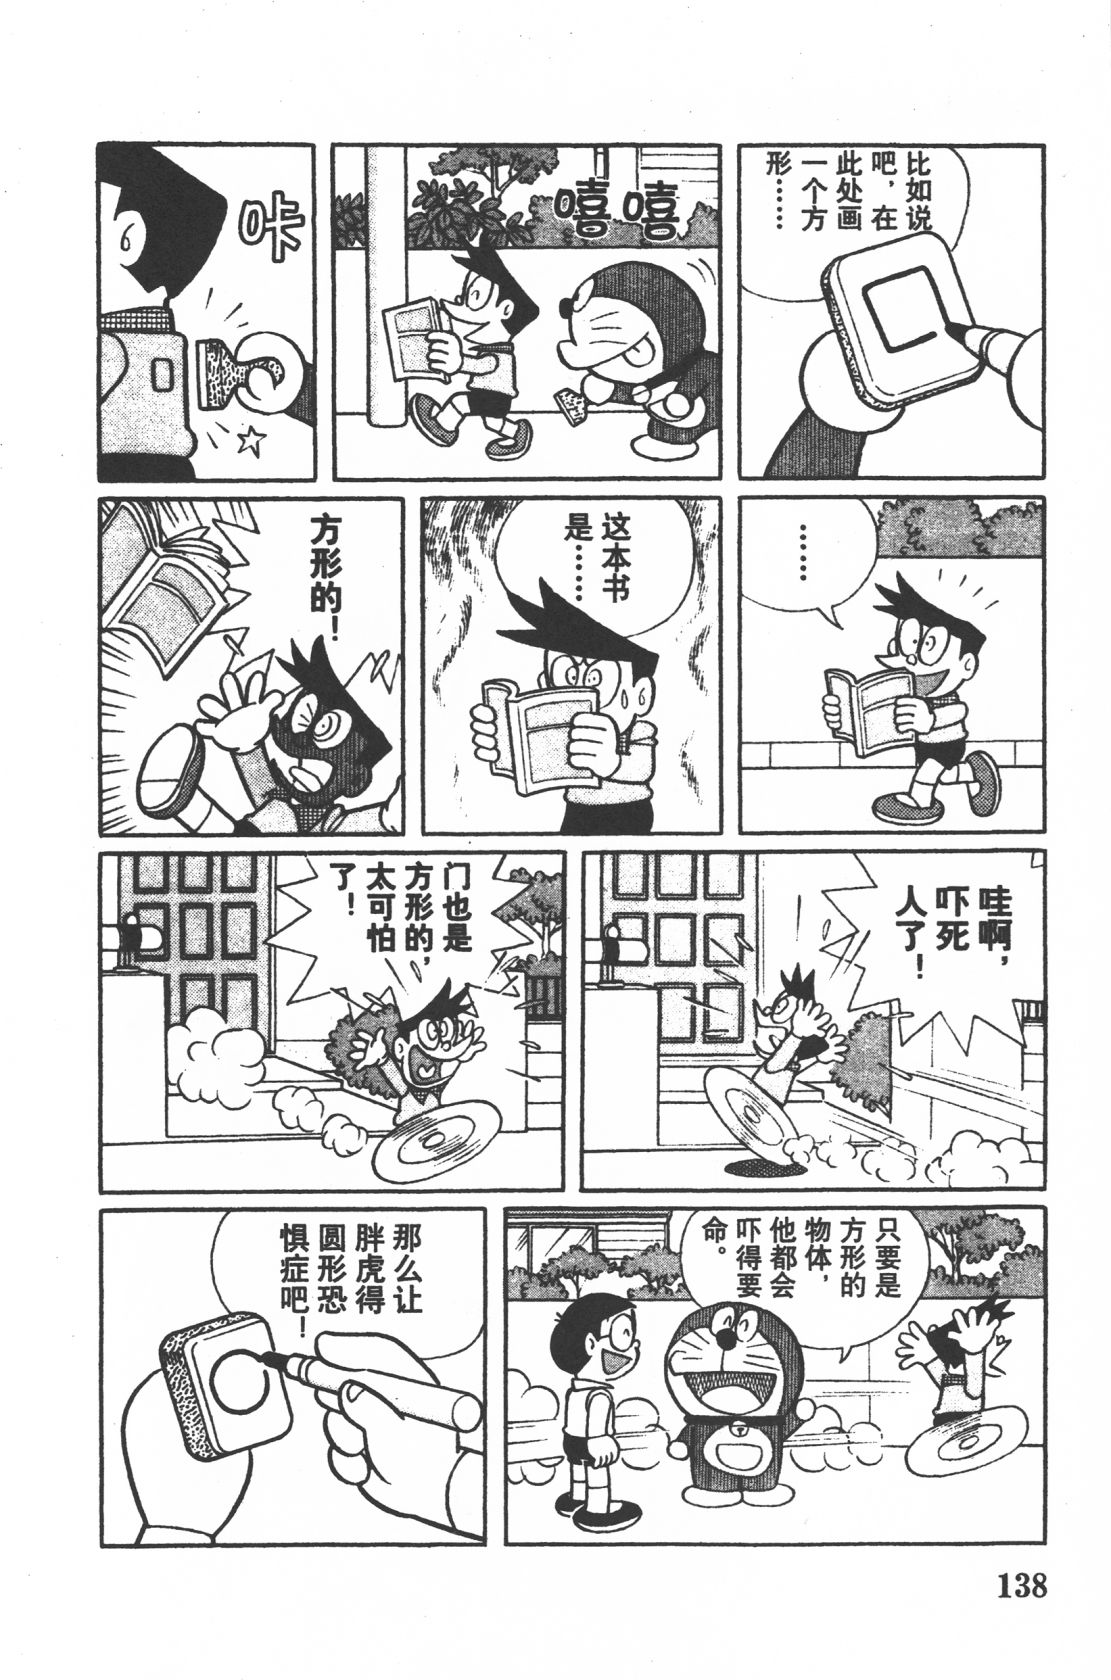 比如说
吧，在
此处画
一个方
形……
嘻嘻
咔
……
这本书
是……
方形的！
哇啊，
吓死
人了！
门也是
方形的，
太可怕
了！
只要是
方形的
物体，
他都会
吓得要
命。
那么让
胖虎得
圆形恐
惧症吧！
138